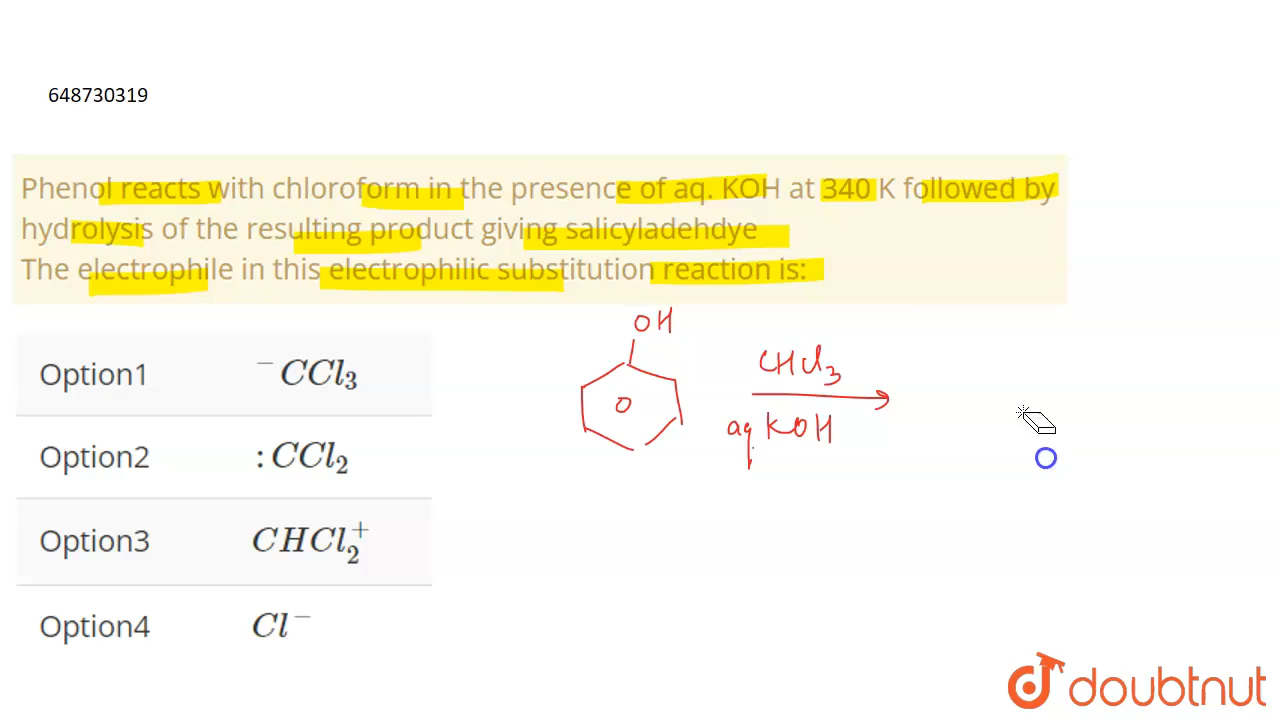 648730319
Phenol reacts with chloroform in the presence of aq. KOH at 340 K followed by
hydrolysis of the resulting product giving salicyladehdye
The electrophile in this electrophilic substitution reaction is:
OH
CHCl3
aq KOH
Option1 ⁻CCl₃
Option2 :CCl₂
Option3 CHCl₂⁺
Option4 Cl⁻
doubtnut